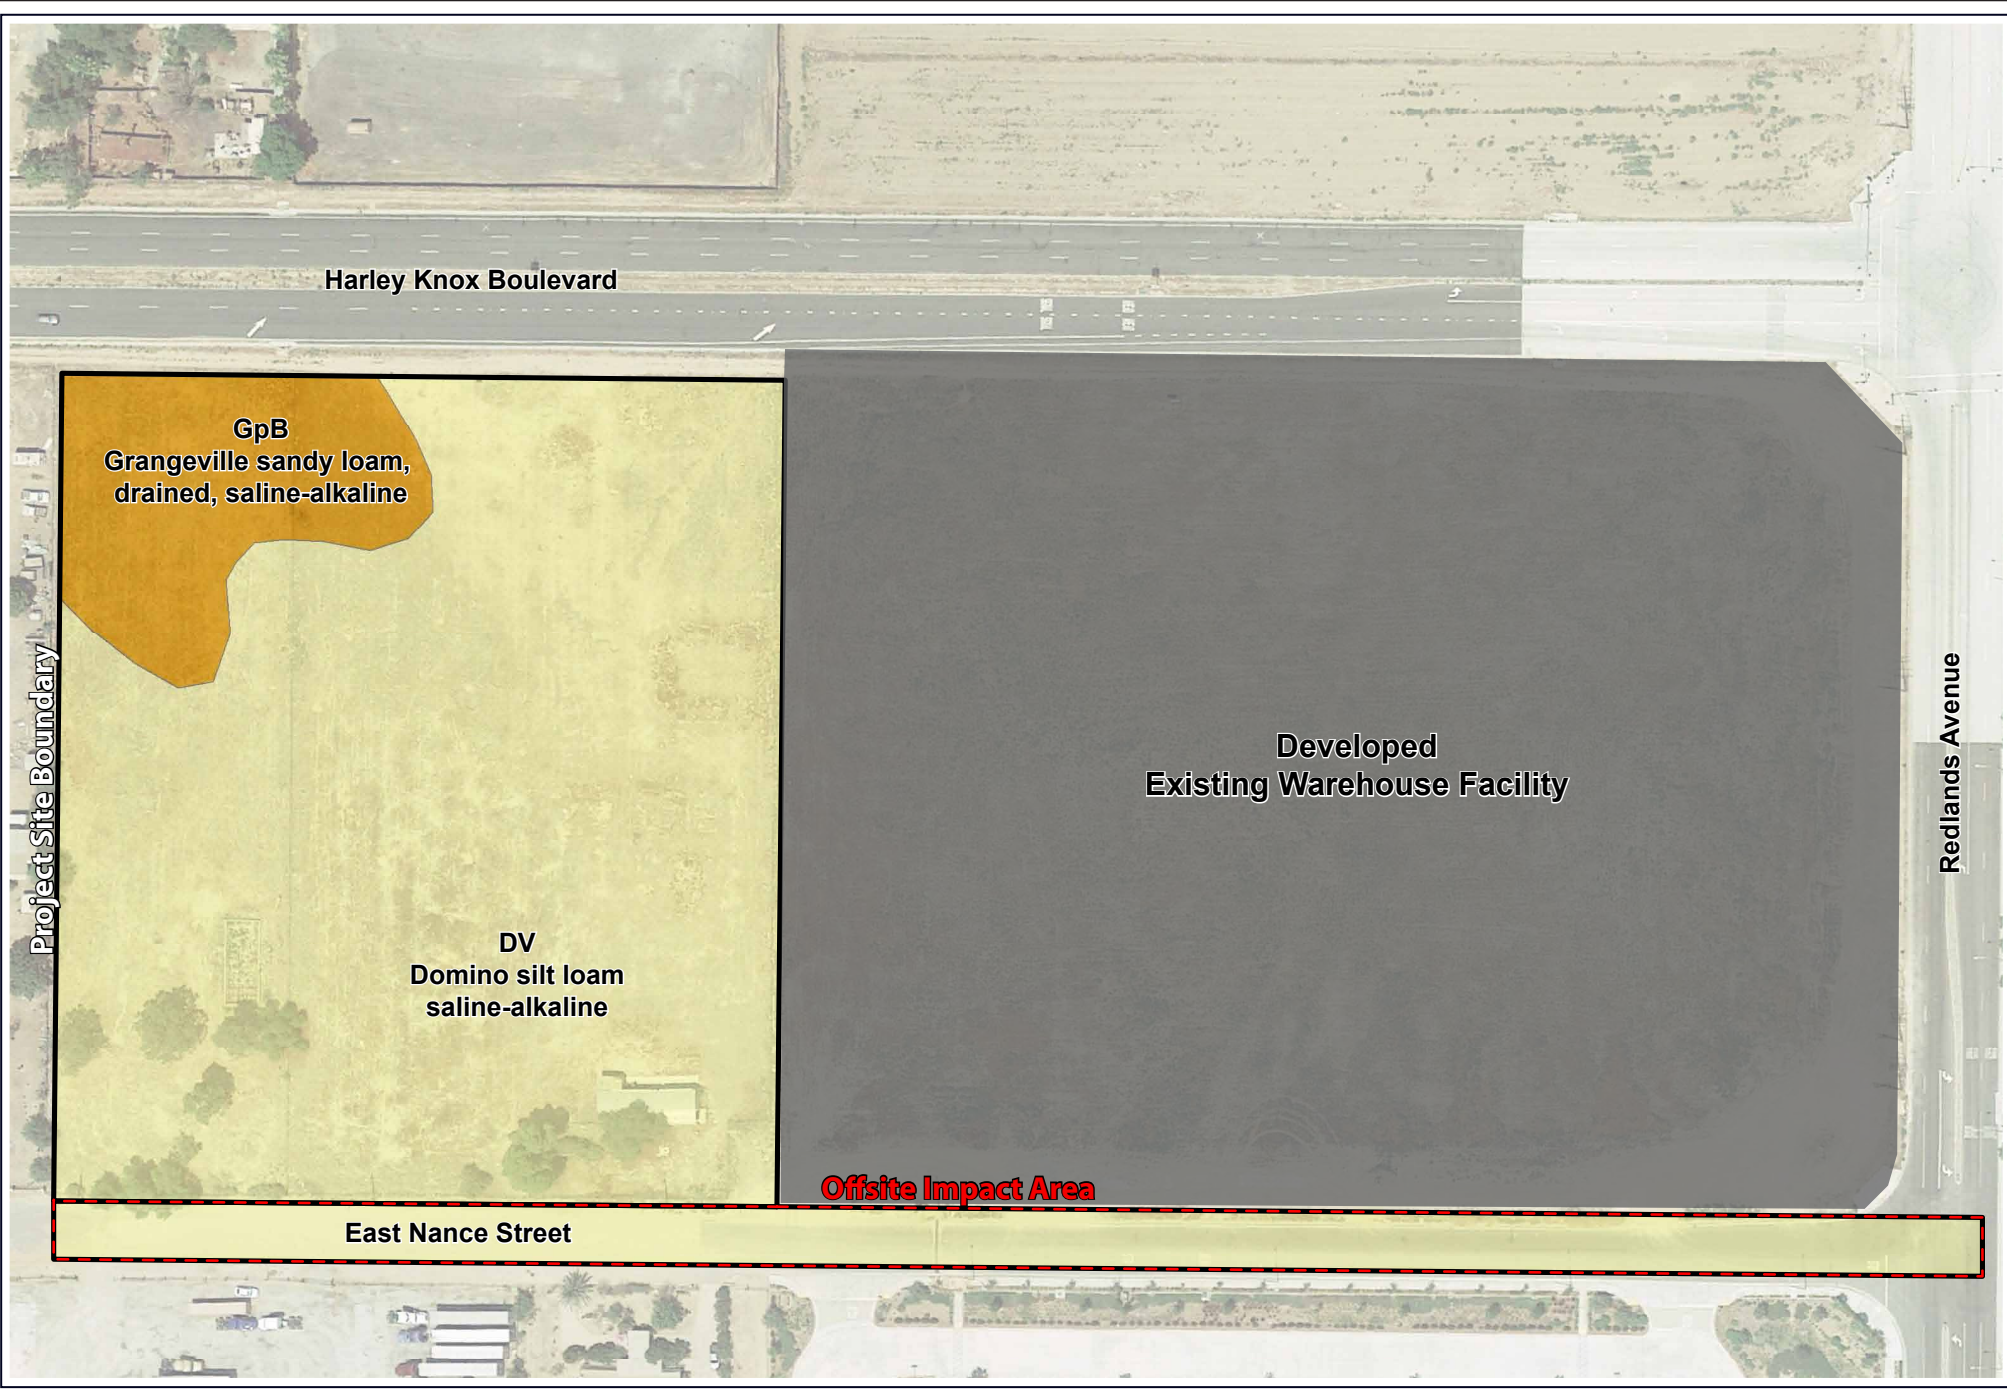 Harley Knox Boulevard
GpB
Grangeville sandy loam,
drained, saline-alkaline
Project Site Boundary
Developed
Existing Warehouse Facility
Redlands Avenue
DV
Domino silt loam
saline-alkaline
Offsite Impact Area
East Nance Street